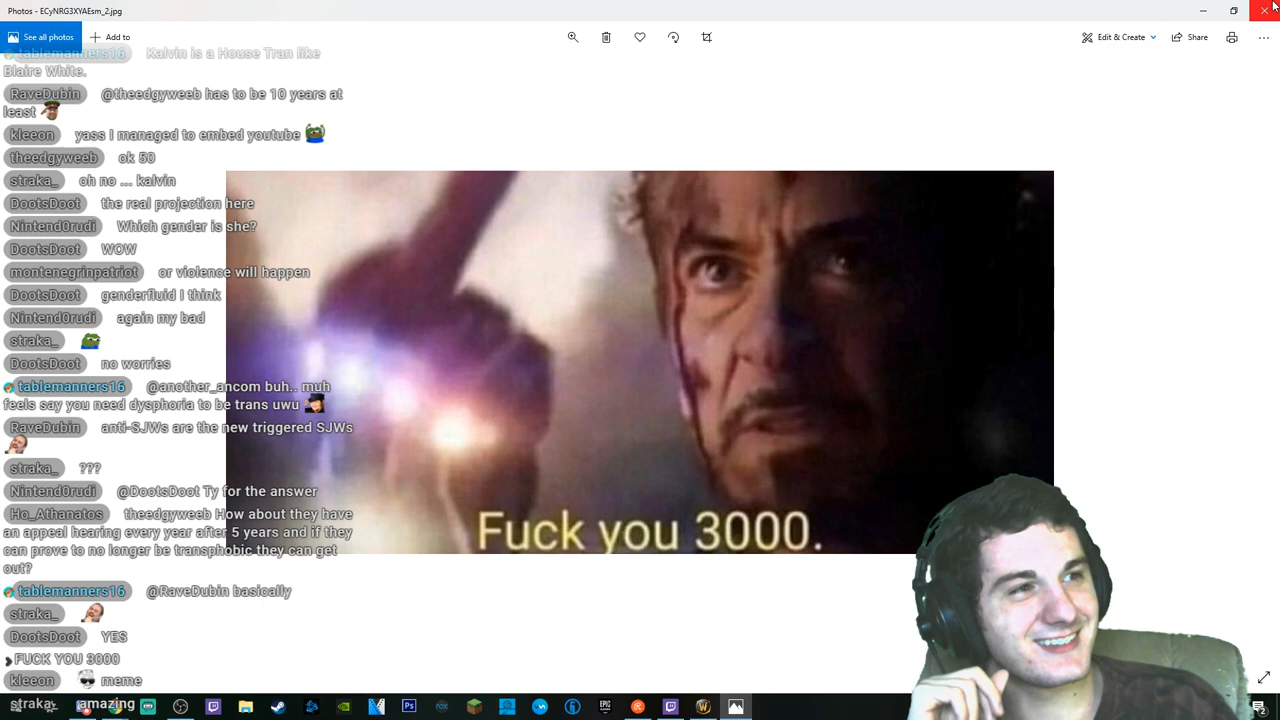 Photos - ECyNRG3XYAEsm_2.jpg
See all photos
Add to
Edit & Create
Share
tablemanners16 Kalvin is a House Tran like
Blaire White.
RaveDubin @theedgyweeb has to be 10 years at
least
kleeon yass I managed to embed youtube
theedgyweeb ok 50
straka_ oh no ... kalvin
DootsDoot the real projection here
Nintend0rudi Which gender is she?
DootsDoot WOW
montenegrinpatriot or violence will happen
DootsDoot genderfluid I think
Nintend0rudi again my bad
straka_
DootsDoot no worries
tablemanners16 @another_ancom buh.. muh
feels say you need dysphoria to be trans uwu
RaveDubin anti-SJWs are the new triggered SJWs
straka_ ???
Nintend0rudi @DootsDoot Ty for the answer
Ho_Athanatos theedgyweeb How about they have
an appeal hearing every year after 5 years and if they
can prove to no longer be transphobic they can get
out?
tablemanners16 @RaveDubin basically
straka_
DootsDoot YES
FUCK YOU 3000
kleeon meme
straka_ amazing
Fuck you 3000.
Ps
EPIC
2